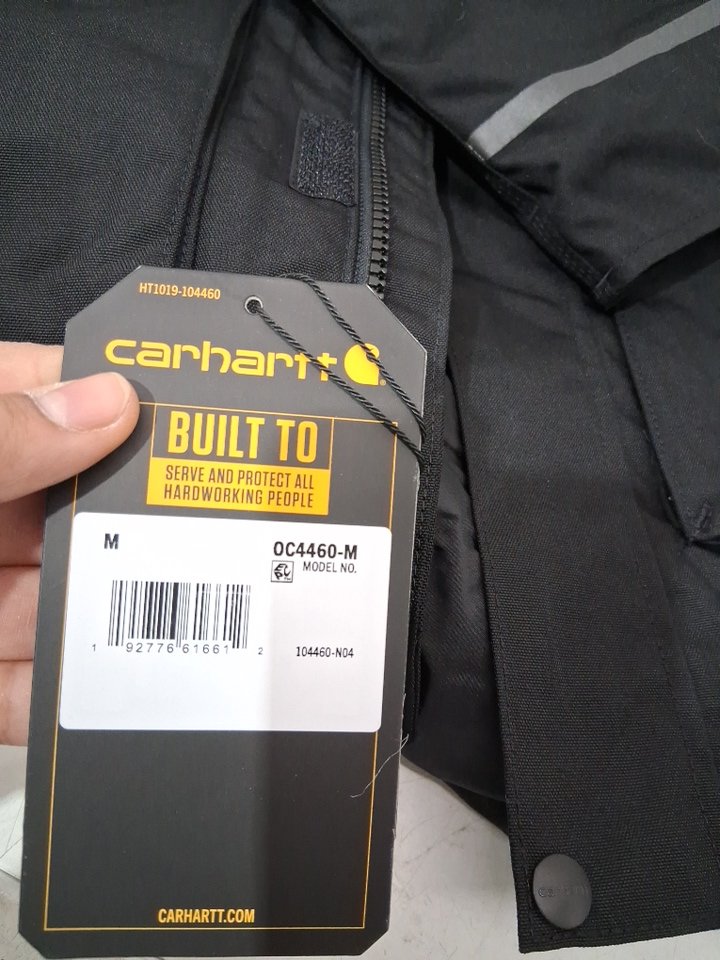 HT1019-104460
carhartt
BUILT TO
SERVE AND PROTECT ALL
HARDWORKING PEOPLE
M
OC4460-M
MODEL NO.
1 92776 61661 2
104460-N04
CARHARTT.COM
carhartt